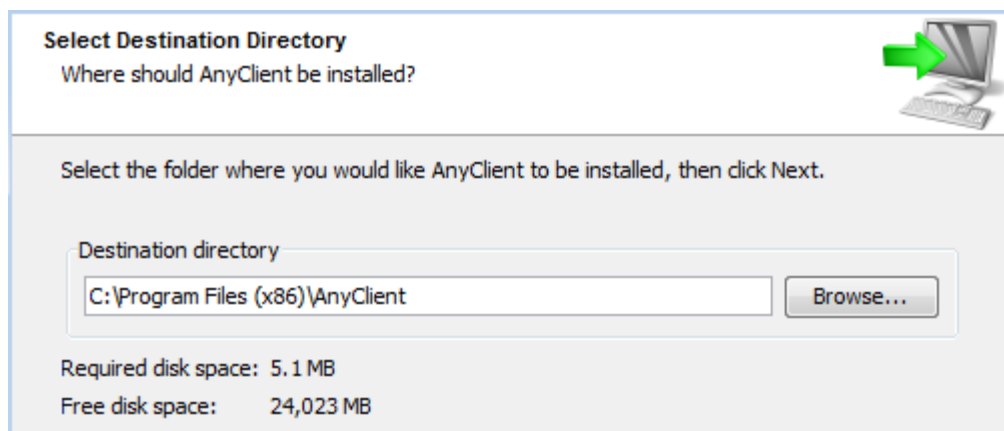 Select Destination Directory
Where should AnyClient be installed?
Select the folder where you would like AnyClient to be installed, then click Next.
Destination directory
C:\Program Files (x86)\AnyClient
Browse...
Required disk space: 5.1 MB
Free disk space: 24,023 MB